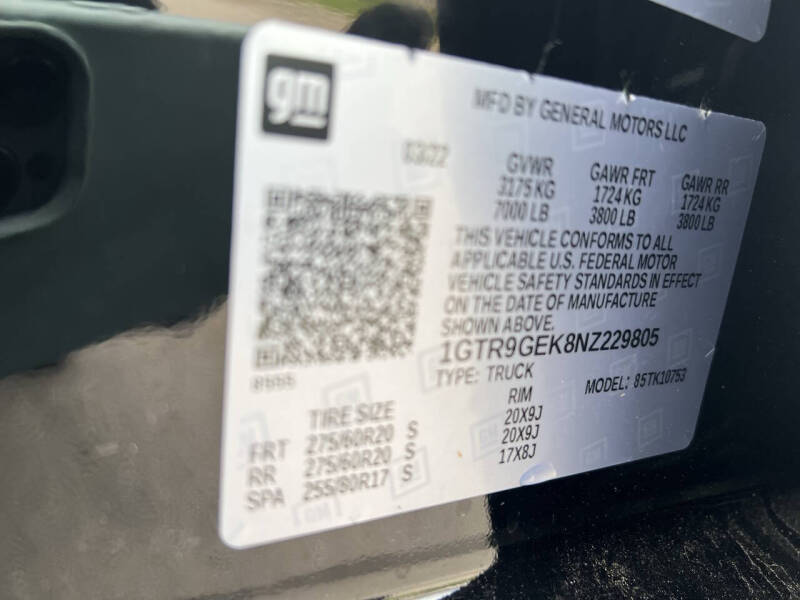 gm
MFD BY GENERAL MOTORS LLC
03/22
GVWR GAWR FRT GAWR RR
3175 KG 1724 KG 1724 KG
7000 LB 3800 LB 3800 LB
THIS VEHICLE CONFORMS TO ALL
APPLICABLE U.S. FEDERAL MOTOR
VEHICLE SAFETY STANDARDS IN EFFECT
ON THE DATE OF MANUFACTURE
SHOWN ABOVE.
1GTR9GEK8NZ229805
TYPE: TRUCK MODEL: 85TK10753
TIRE SIZE RIM
FRT 275/60R20 S 20X9J
RR 275/60R20 S 20X9J
SPA 255/80R17 S 17X8J